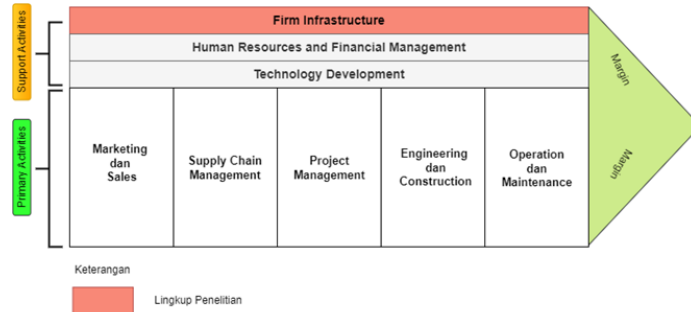 Support Activities
Firm Infrastructure
Human Resources and Financial Management
Technology Development
Primary Activities
Marketing
dan
Sales
Supply Chain
Management
Project
Management
Engineering
dan
Construction
Operation
dan
Maintenance
Margin
Margin
Keterangan
Lingkup Penelitian